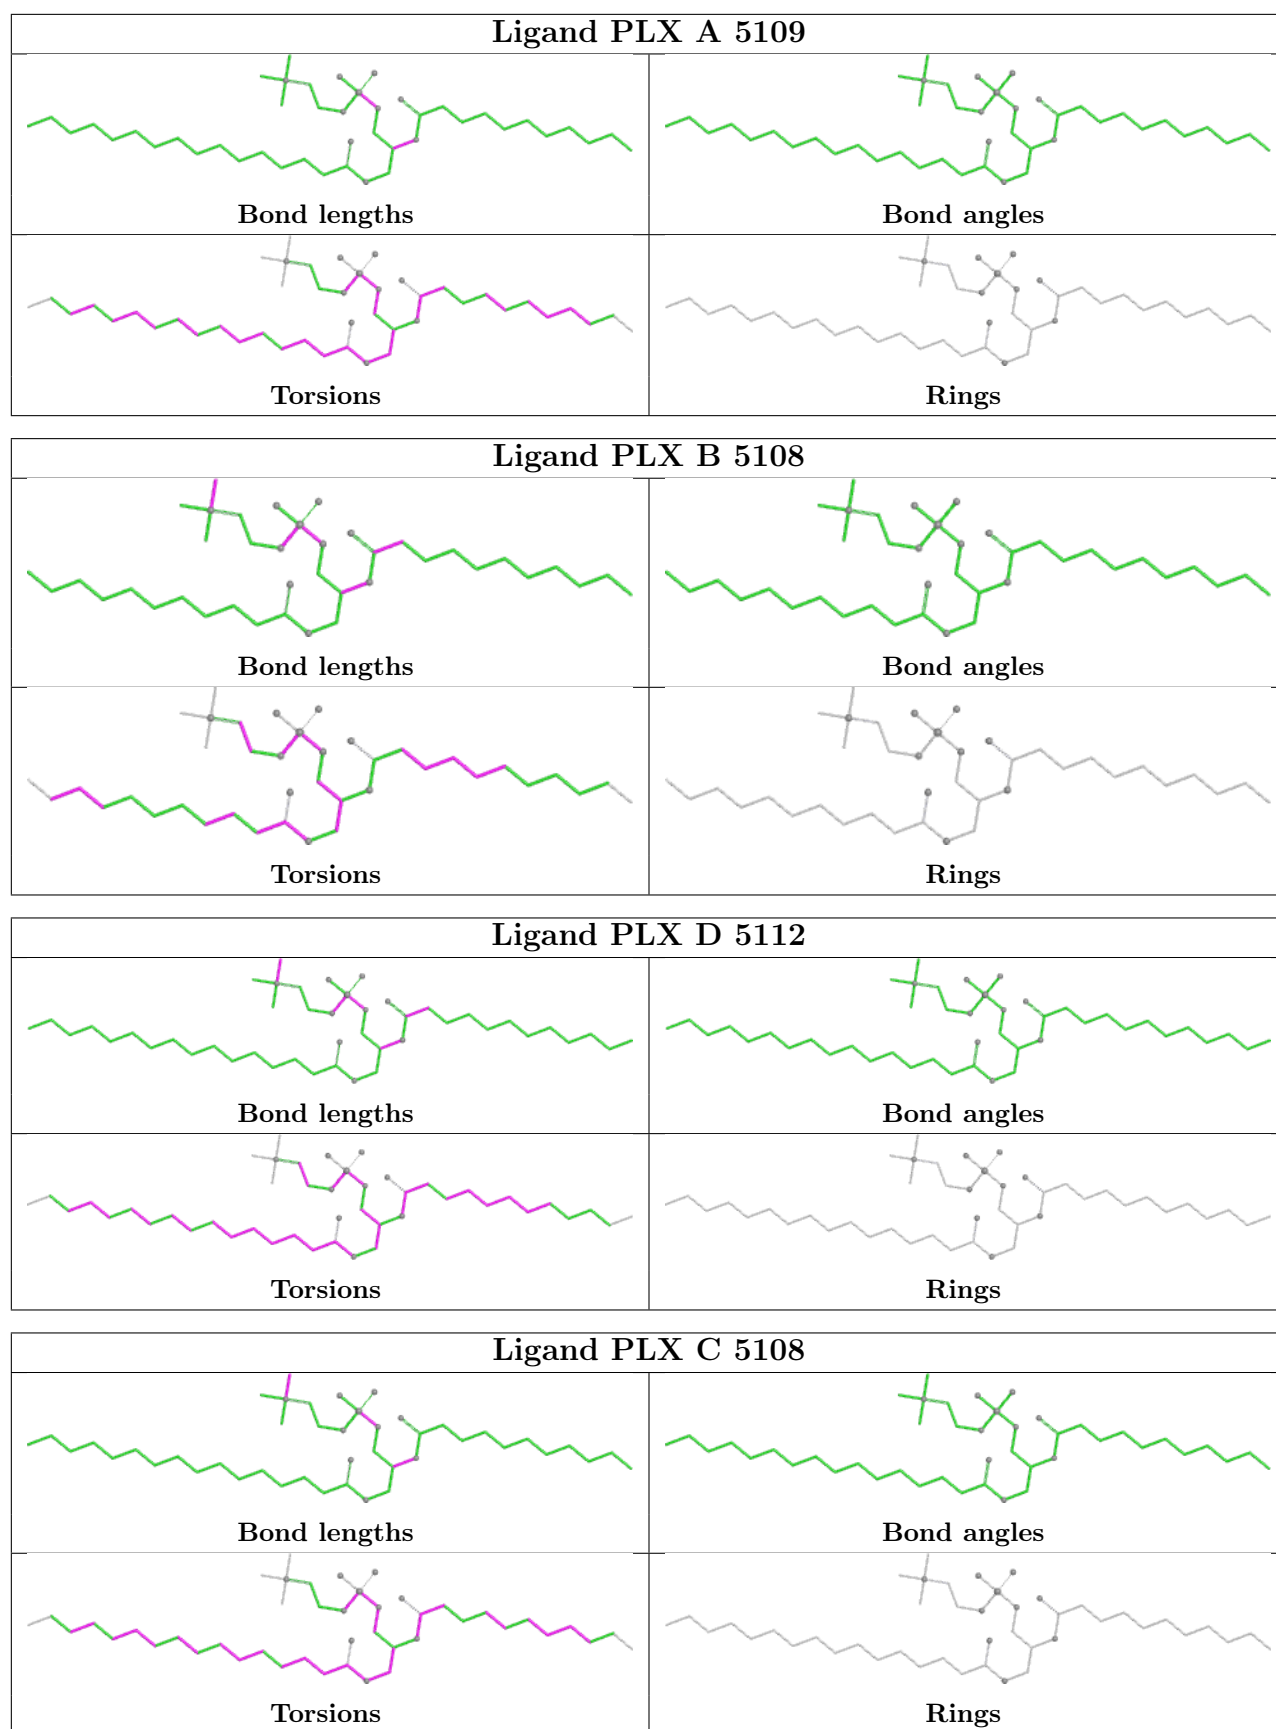 Ligand PLX A 5109
Bond lengths
Bond angles
Torsions
Rings
Ligand PLX B 5108
Bond lengths
Bond angles
Torsions
Rings
Ligand PLX D 5112
Bond lengths
Bond angles
Torsions
Rings
Ligand PLX C 5108
Bond lengths
Bond angles
Torsions
Rings